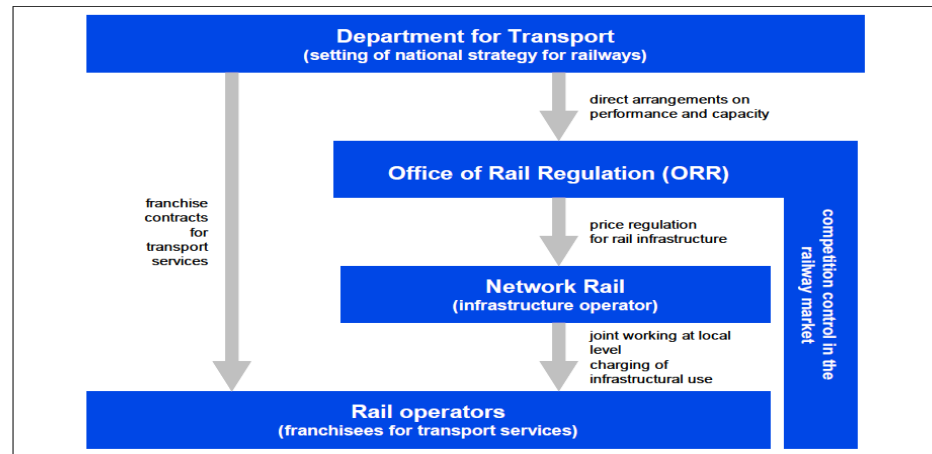 Department for Transport
(setting of national strategy for railways)
direct arrangements on
performance and capacity
Office of Rail Regulation (ORR)
franchise
contracts
for
transport
services
price regulation
for rail infrastructure
competition control in the
railway market
Network Rail
(infrastructure operator)
joint working at local
level
charging of
infrastructural use
Rail operators
(franchisees for transport services)